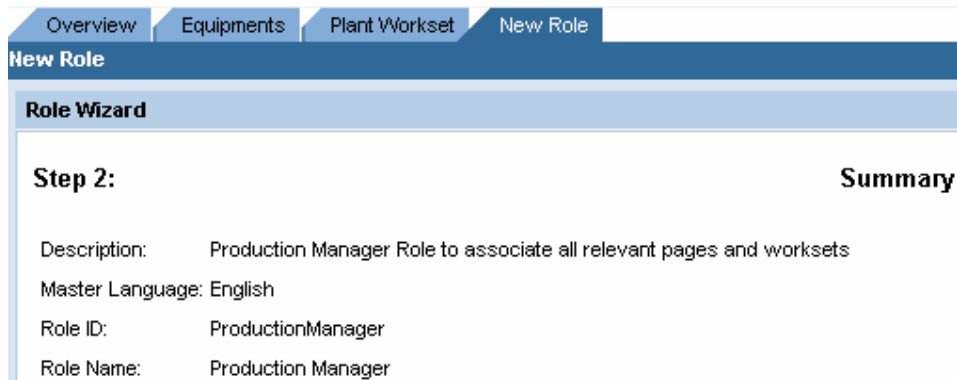 Overview Equipments Plant Workset New Role
New Role
Role Wizard
Step 2: Summary
Description: Production Manager Role to associate all relevant pages and worksets
Master Language: English
Role ID: ProductionManager
Role Name: Production Manager